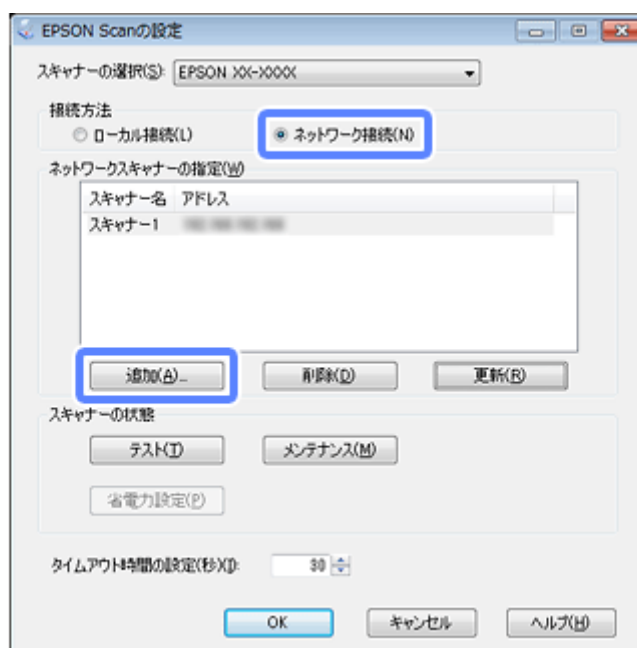 EPSON Scanの設定
スキャナーの選択(S): EPSON XX-XXXX
接続方法
ローカル接続(L) ネットワーク接続(N)
ネットワークスキャナーの指定(W)
スキャナー名 アドレス
スキャナー1
追加(A)... 削除(D) 更新(R)
スキャナーの状態
テスト(T) メンテナンス(M)
省電力設定(P)
タイムアウト時間の設定(秒)(I): 30
OK キャンセル ヘルプ(H)